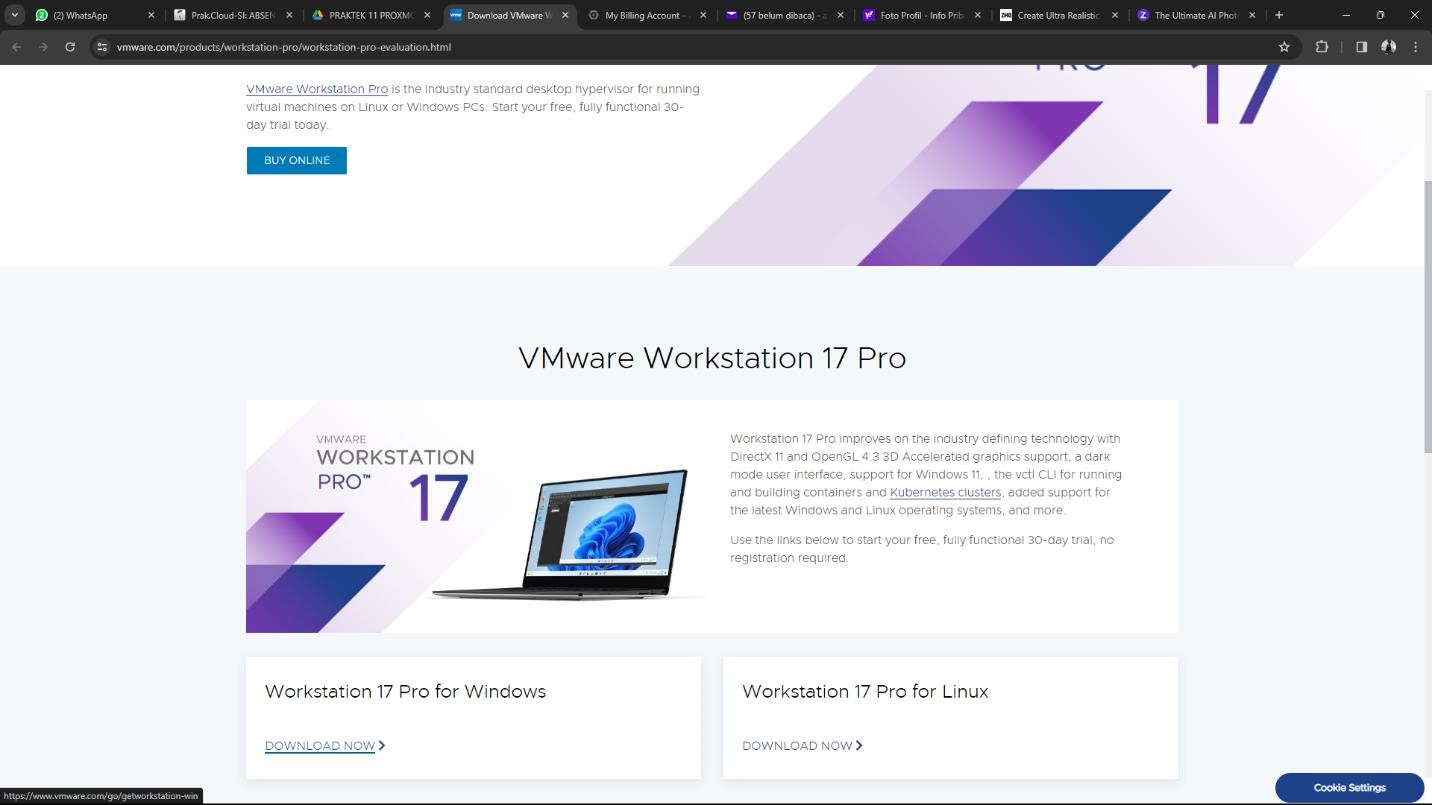 (2) WhatsApp
Prak.Cloud-SI: ABSEN
PRAKTEK 11 PROXMO
Download VMware W
My Billing Account –
(57 belum dibaca) - a
Foto Profil - Info Prib
ZMO
Create Ultra Realistic
The Ultimate AI Phot
vmware.com/products/workstation-pro/workstation-pro-evaluation.html
PRO 17
VMware Workstation Pro is the industry standard desktop hypervisor for running
virtual machines on Linux or Windows PCs. Start your free, fully functional 30-
day trial today.
BUY ONLINE
VMware Workstation 17 Pro
VMWARE
WORKSTATION
PRO™ 17
Workstation 17 Pro improves on the industry defining technology with
DirectX 11 and OpenGL 4.3 3D Accelerated graphics support, a dark
mode user interface, support for Windows 11, , the vctl CLI for running
and building containers and Kubernetes clusters, added support for
the latest Windows and Linux operating systems, and more.
Use the links below to start your free, fully functional 30-day trial, no
registration required.
Workstation 17 Pro for Windows
DOWNLOAD NOW
Workstation 17 Pro for Linux
DOWNLOAD NOW
Cookie Settings
https://www.vmware.com/go/getworkstation-win